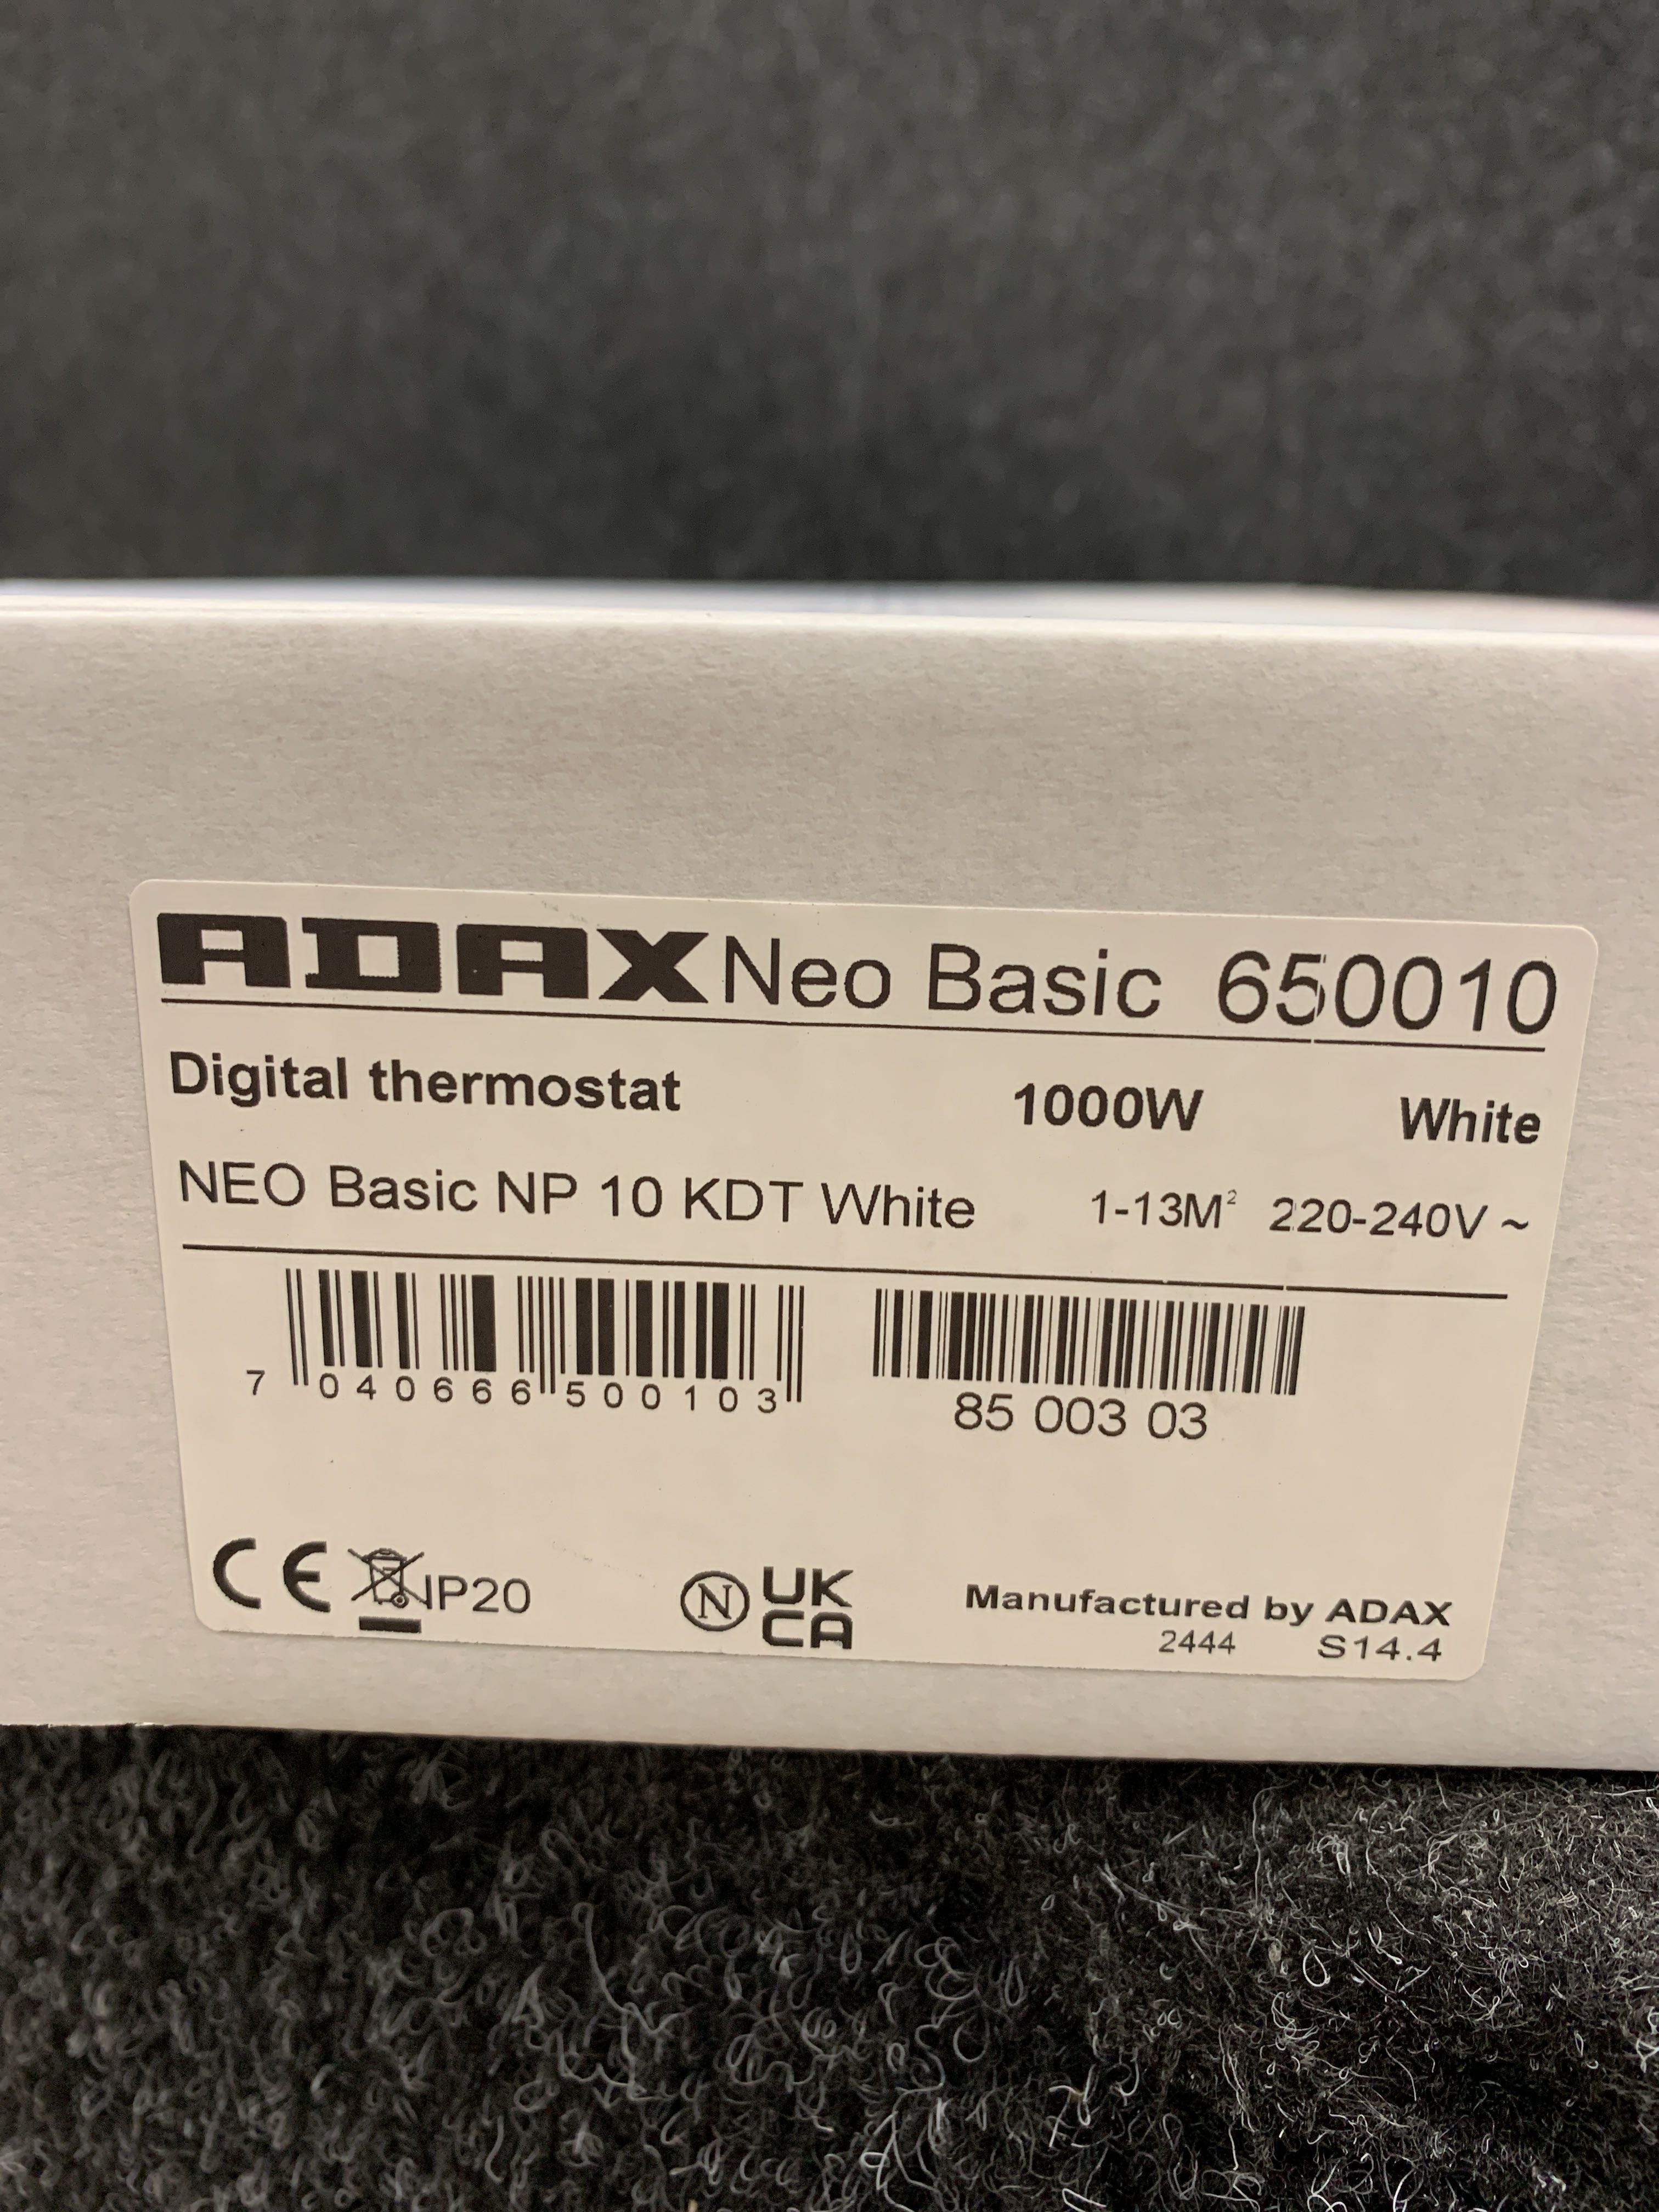 ADAX Neo Basic 650010
Digital thermostat 1000W White
NEO Basic NP 10 KDT White 1-13M² 220-240V ~
7 040666 500103
85 003 03
CE IP20 N UK
CA
Manufactured by ADAX
2444 S14.4